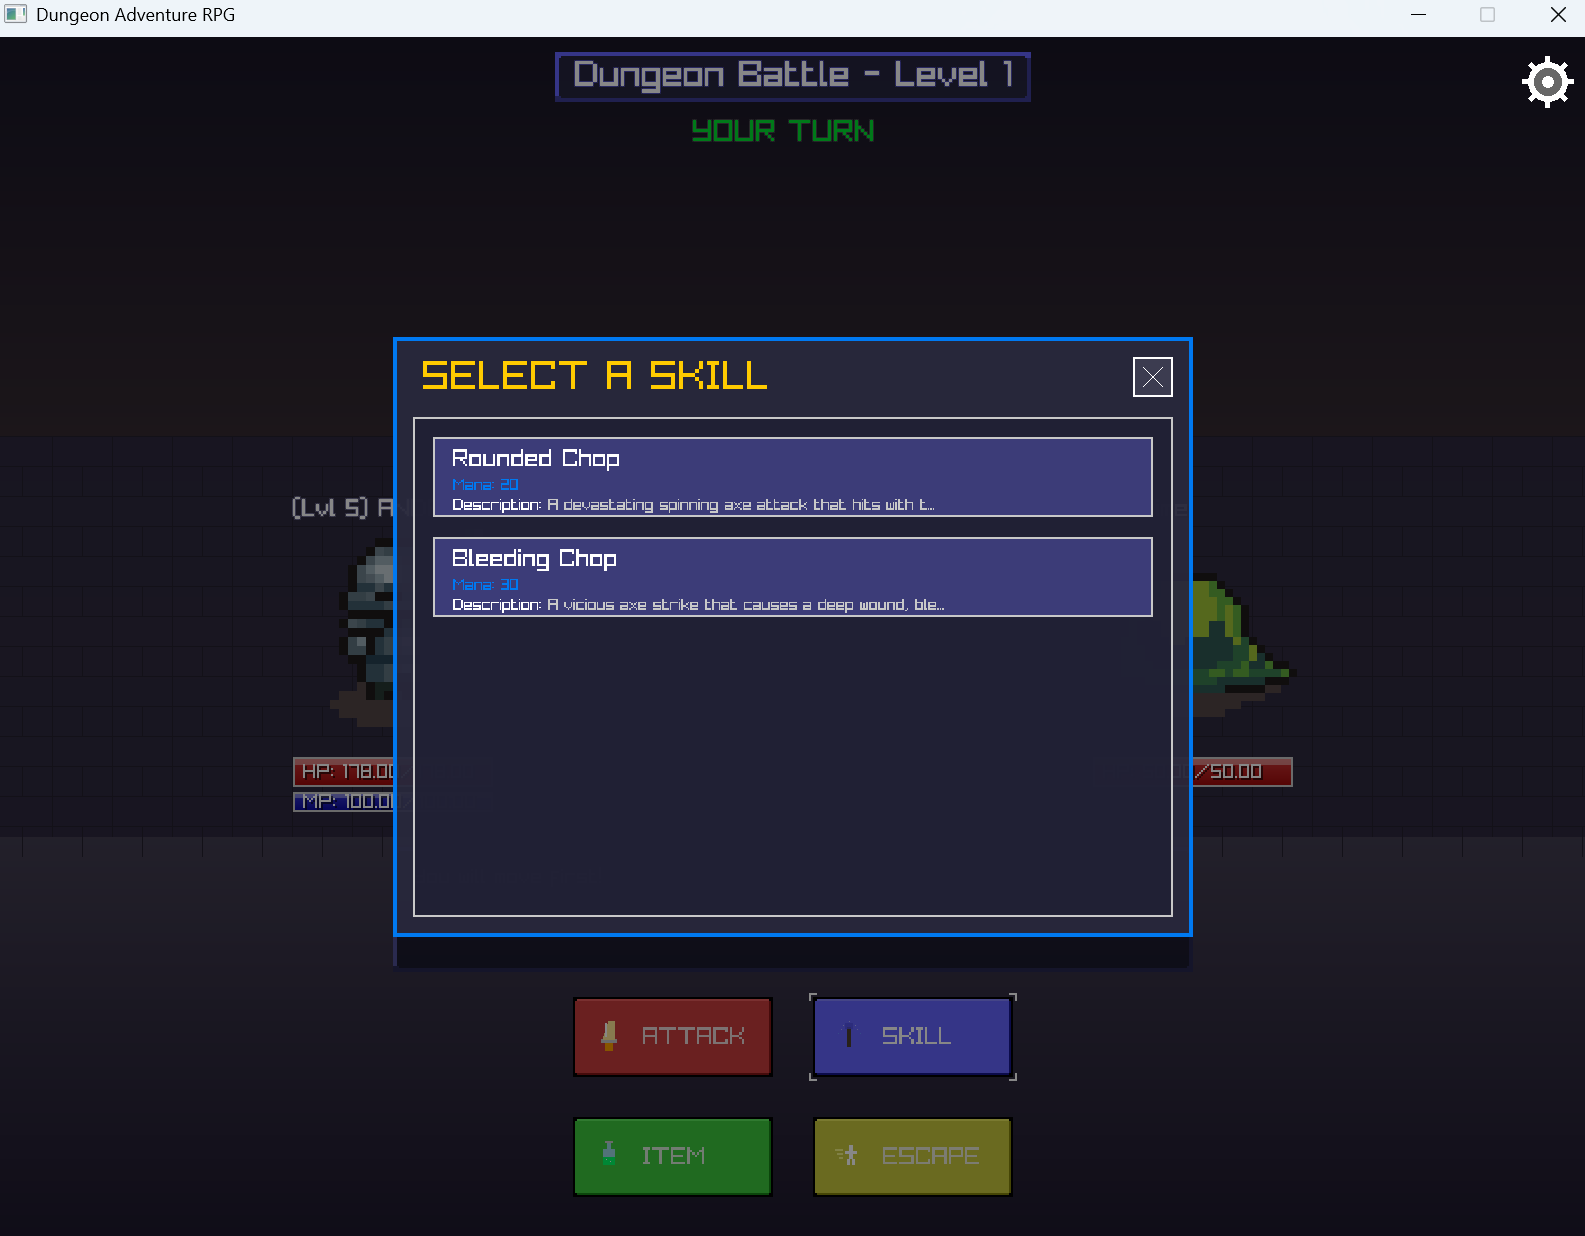 Dungeon Adventure RPG
Dungeon Battle - Level 1
YOUR TURN
SELECT A SKILL
Rounded Chop
Mana: 20
Description: A devastating spinning axe attack that hits with t...
Bleeding Chop
Mana: 30
Description: A vicious axe strike that causes a deep wound, ble...
(Lvl 5) A
HP: 178.00
/50.00
MP: 100.00
ATTACK
SKILL
ITEM
ESCAPE